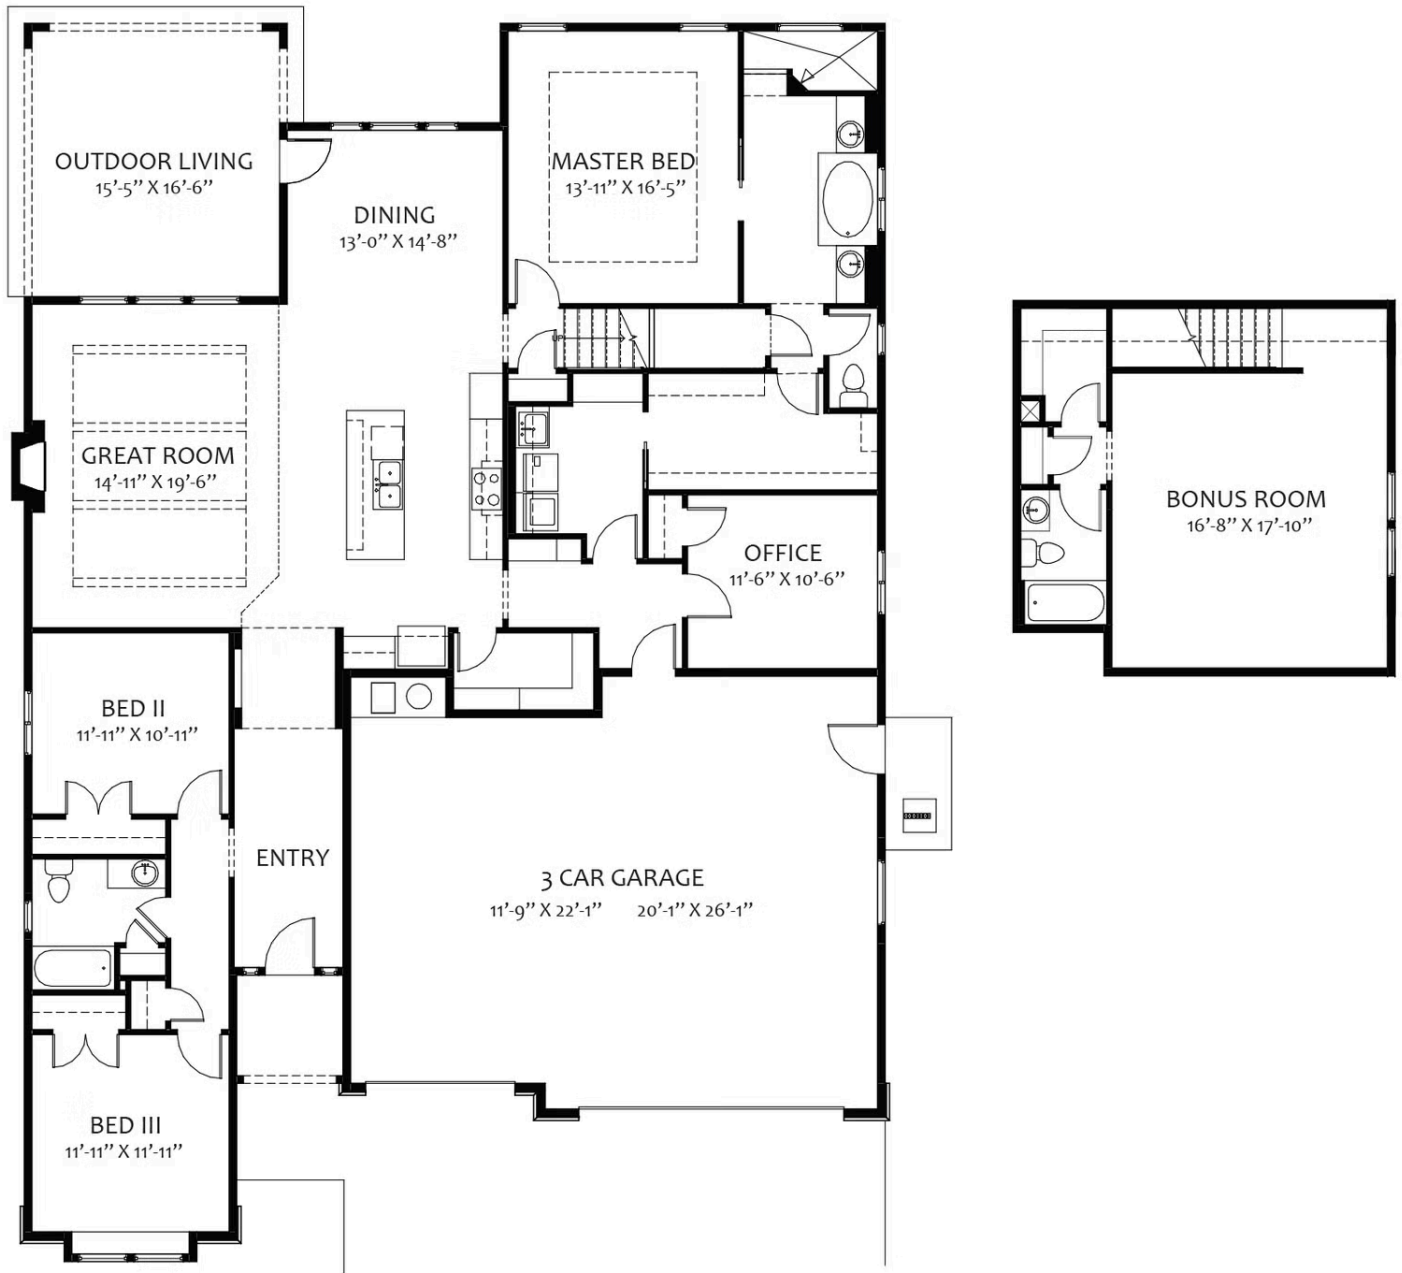 OUTDOOR LIVING
15'-5" X 16'-6"
MASTER BED
13'-11" X 16'-5"
DINING
13'-0" X 14'-8"
GREAT ROOM
14'-11" X 19'-6"
OFFICE
11'-6" X 10'-6"
BONUS ROOM
16'-8" X 17'-10"
BED II
11'-11" X 10'-11"
ENTRY
3 CAR GARAGE
11'-9" X 22'-1" 20'-1" X 26'-1"
BED III
11'-11" X 11'-11"